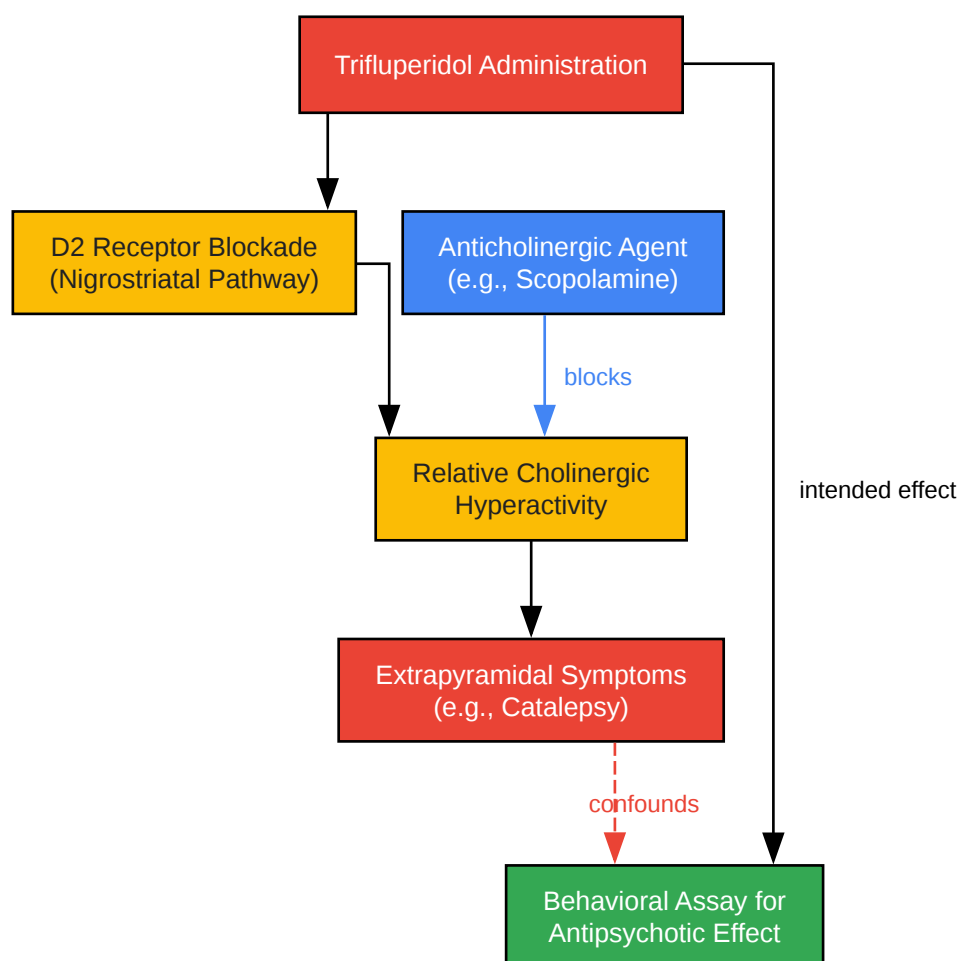 Trifluperidol Administration
D2 Receptor Blockade
(Nigrostriatal Pathway)
Anticholinergic Agent
(e.g., Scopolamine)
blocks
Relative Cholinergic
Hyperactivity
intended effect
Extrapyramidal Symptoms
(e.g., Catalepsy)
confounds
Behavioral Assay for
Antipsychotic Effect